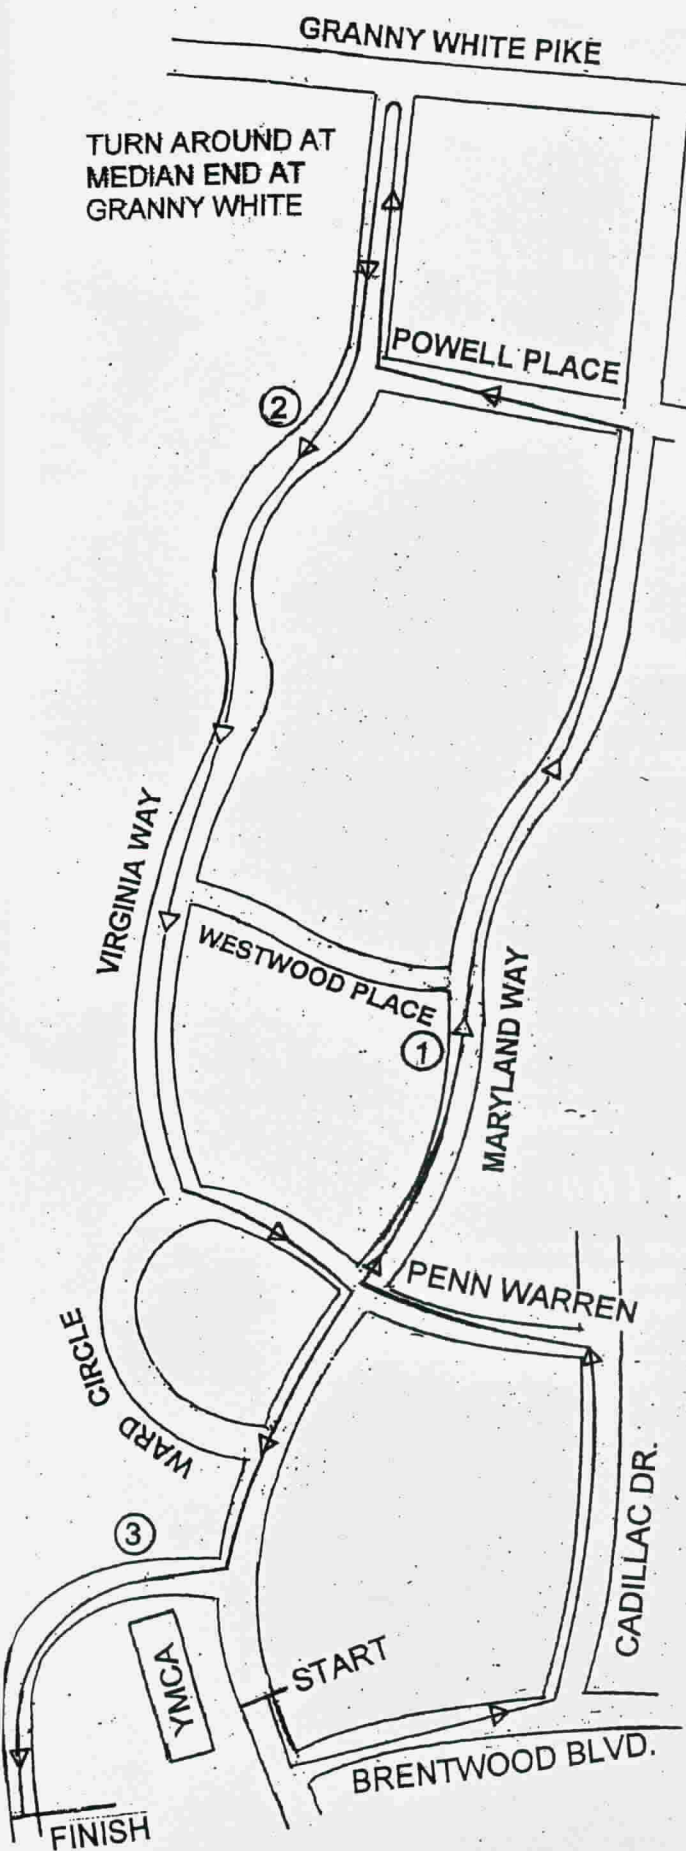 GRANNY WHITE PIKE
TURN AROUND AT
MEDIAN END AT
GRANNY WHITE
POWELL PLACE
2
VIRGINIA WAY
WESTWOOD PLACE
1
MARYLAND WAY
PENN WARREN
WARD CIRCLE
CADILLAC DR.
3
YMCA
START
BRENTWOOD BLVD.
FINISH